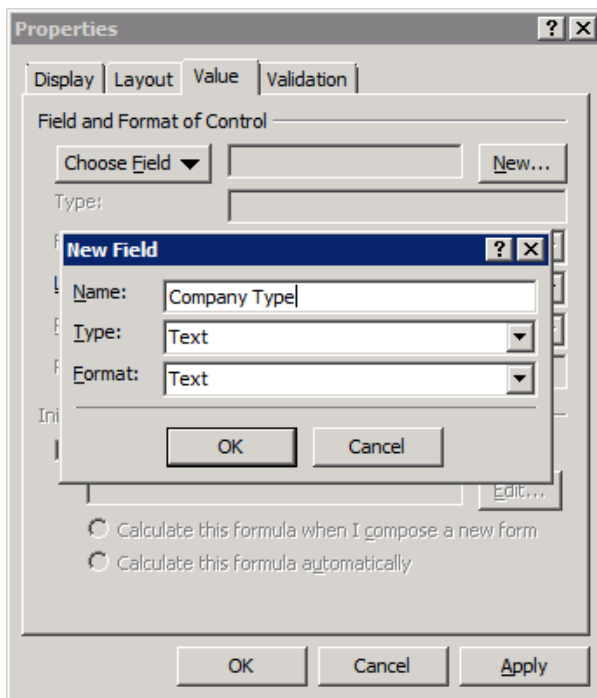 Properties
Display Layout Value Validation
Field and Format of Control
Choose Field New...
Type:
New Field
Name: Company Type
Type: Text
Format: Text
OK Cancel
Edit...
Calculate this formula when I compose a new form
Calculate this formula automatically
OK Cancel Apply